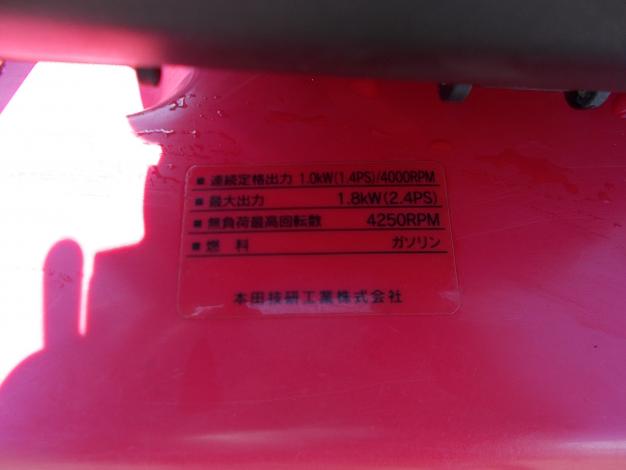 ■ 連続定格出力 1.0kW(1.4PS)/4000RPM
■ 最大出力 1.8kW(2.4PS)
■ 無負荷最高回転数 4250RPM
■ 燃 料 ガソリン
本田技研工業株式会社